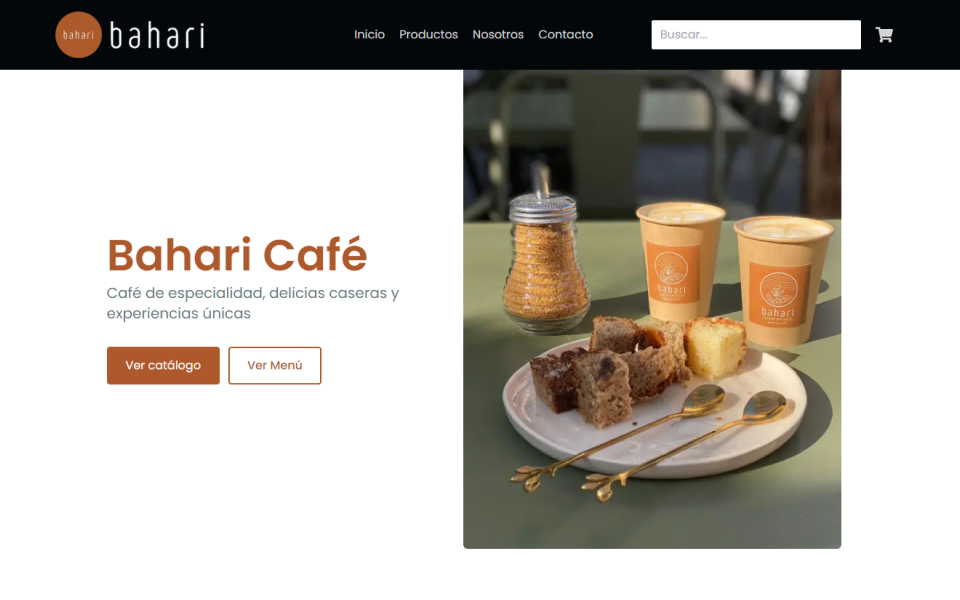 bahari
bahari
Inicio
Productos
Nosotros
Contacto
Buscar...
Bahari Café
Café de especialidad, delicias caseras y
experiencias únicas
Ver catálogo
Ver Menú
bahari
bahari